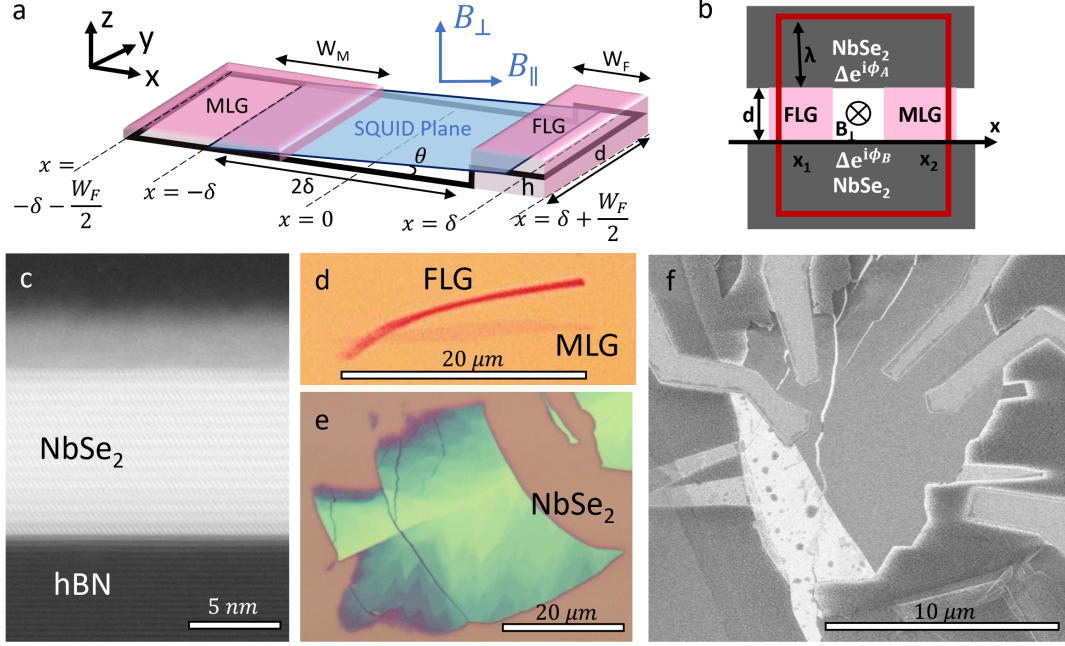 a
z
y
x
W_M
B_⊥
B_∥
W_F
MLG
SQUID Plane
FLG
θ
d
h
2δ
x =
-δ - W_F/2
x = -δ
x = 0
x = δ
x = δ + W_F/2
b
λ
NbSe₂
Δe^{iϕ_A}
d
FLG
MLG
B_⊥
x
x₁
x₂
Δe^{iϕ_B}
NbSe₂
c
NbSe₂
hBN
5 nm
d
FLG
MLG
20 μm
e
NbSe₂
20 μm
f
10 μm